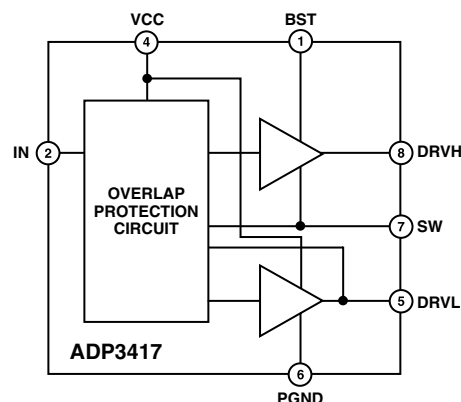 VCC
BST
4
1
IN
2
8
DRVH
OVERLAP
PROTECTION
CIRCUIT
7
SW
5
DRVL
ADP3417
6
PGND